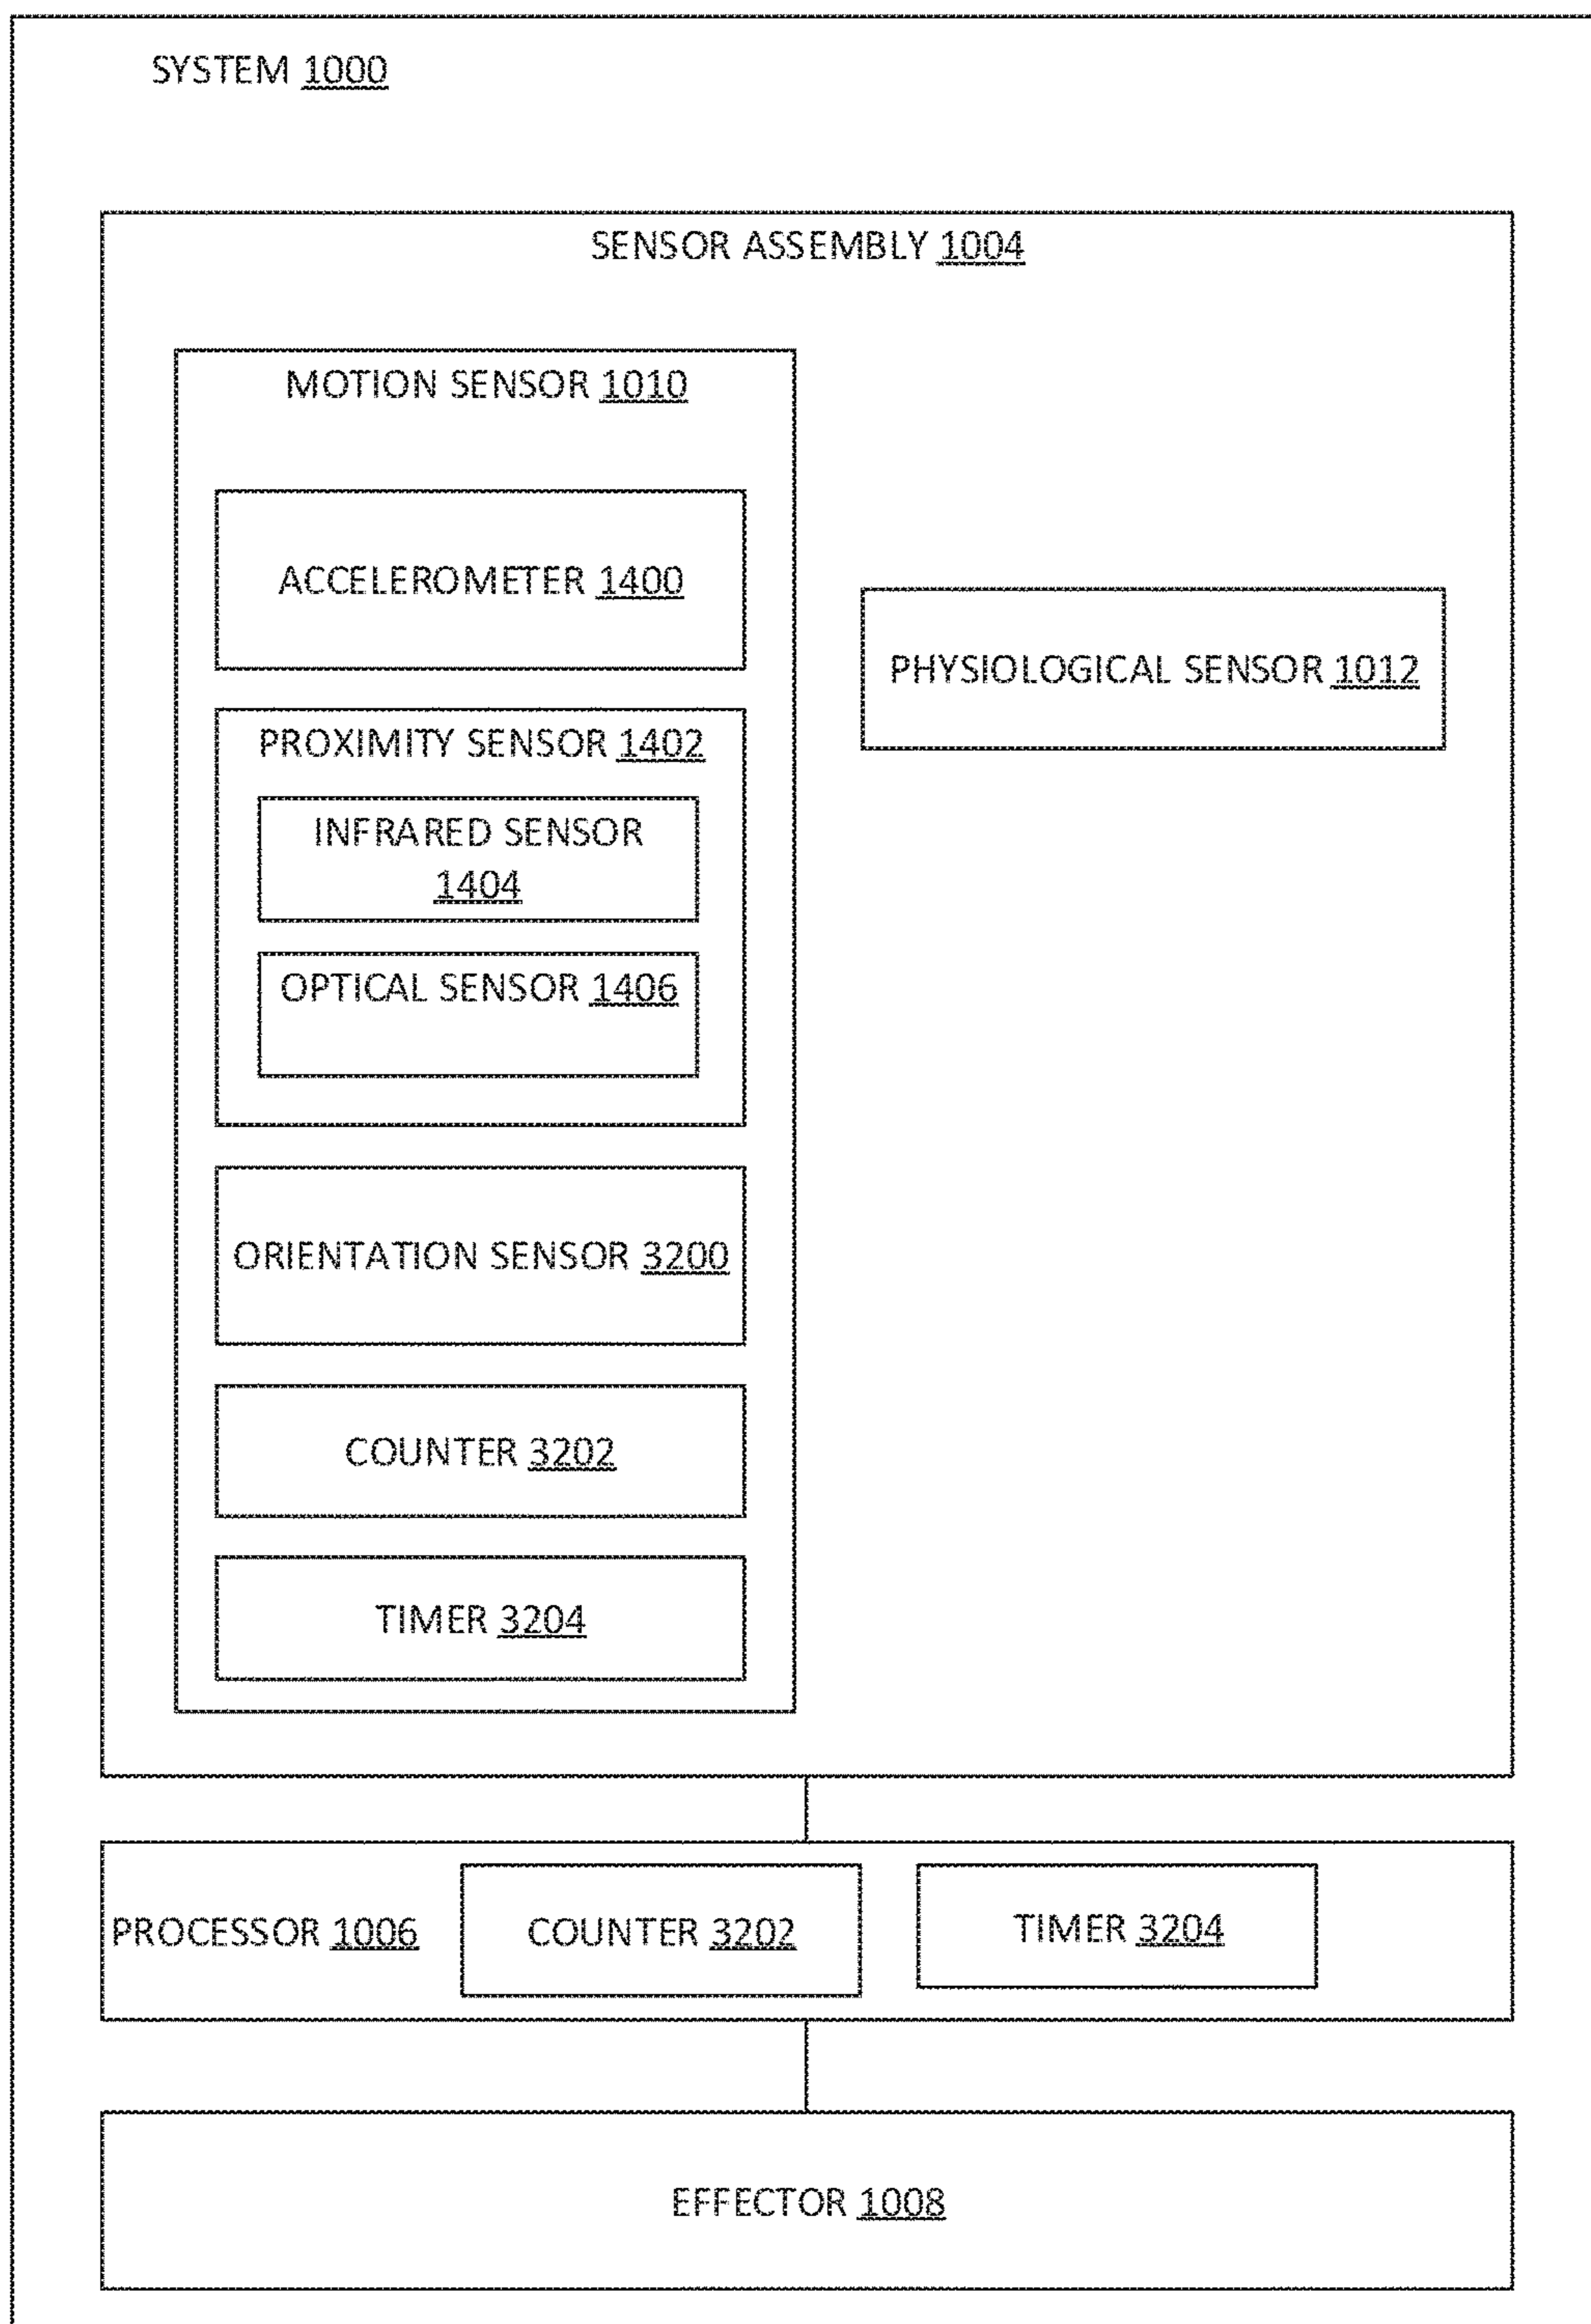 SYSTEM 1000
SENSOR ASSEMBLY 1004
MOTION SENSOR 1010
ACCELEROMETER 1400
PHYSIOLOGICAL SENSOR 1012
PROXIMITY SENSOR 1402
INFRARED SENSOR
1404
OPTICAL SENSOR 1406
ORIENTATION SENSOR 3200
COUNTER 3202
TIMER 3204
PROCESSOR 1006
COUNTER 3202
TIMER 3204
EFFECTOR 1008